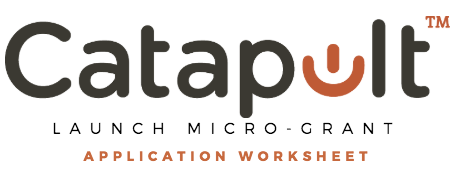 Catapult™
LAUNCH MICRO-GRANT
APPLICATION WORKSHEET